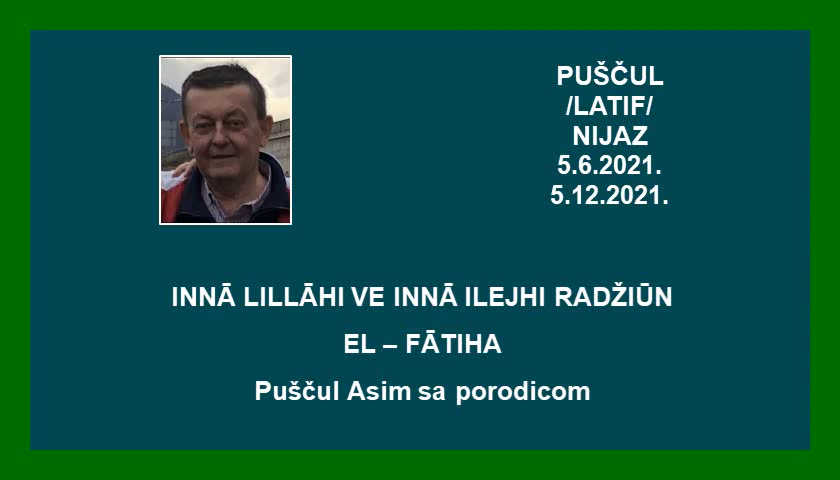 PUŠČUL
/LATIF/
NIJAZ
5.6.2021.
5.12.2021.
INNĀ LILLĀHI VE INNĀ ILEJHI RADŽIŪN
EL – FĀTIHA
Puščul Asim sa porodicom